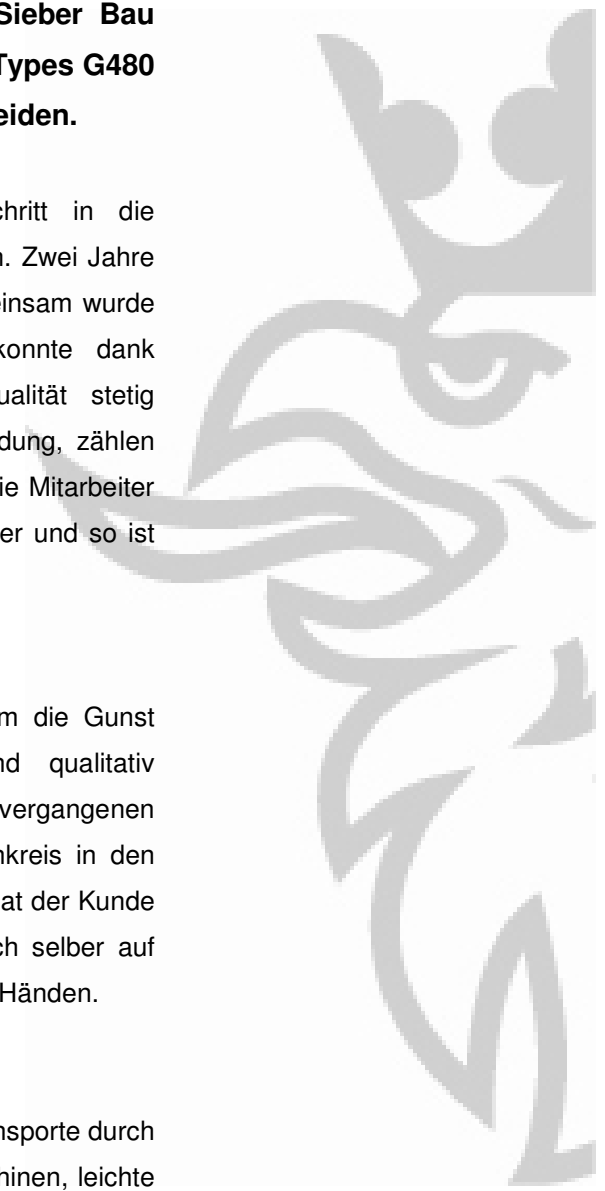 Sieber Bau
Types G480
eiden.
chritt in die
n. Zwei Jahre
einsam wurde
konnte dank
ualität stetig
dung, zählen
ie Mitarbeiter
er und so ist
m die Gunst
nd qualitativ
vergangenen
nkreis in den
at der Kunde
ch selber auf
Händen.
nsporte durch
hinen, leichte